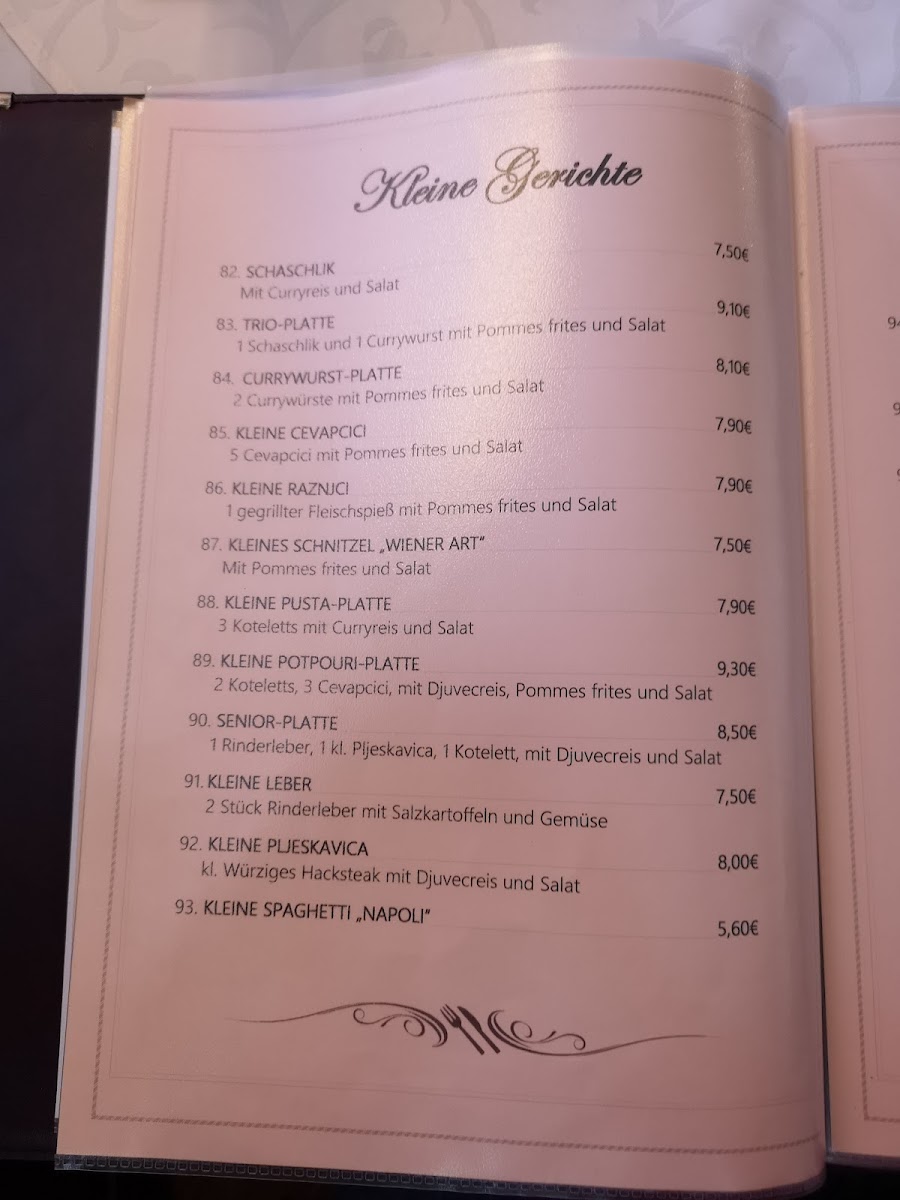 Kleine Gerichte
82. SCHASCHLIK 7,50€
Mit Curryreis und Salat
83. TRIO-PLATTE 9,10€
1 Schaschlik und 1 Currywurst mit Pommes frites und Salat
84. CURRYWURST-PLATTE 8,10€
2 Currywürste mit Pommes frites und Salat
85. KLEINE CEVAPCICI 7,90€
5 Cevapcici mit Pommes frites und Salat
86. KLEINE RAZNJCI 7,90€
1 gegrillter Fleischspieß mit Pommes frites und Salat
87. KLEINES SCHNITZEL „WIENER ART“ 7,50€
Mit Pommes frites und Salat
88. KLEINE PUSTA-PLATTE 7,90€
3 Koteletts mit Curryreis und Salat
89. KLEINE POTPOURI-PLATTE 9,30€
2 Koteletts, 3 Cevapcici, mit Djuvecreis, Pommes frites und Salat
90. SENIOR-PLATTE 8,50€
1 Rinderleber, 1 kl. Pljeskavica, 1 Kotelett, mit Djuvecreis und Salat
91. KLEINE LEBER 7,50€
2 Stück Rinderleber mit Salzkartoffeln und Gemüse
92. KLEINE PLJESKAVICA 8,00€
kl. Würziges Hacksteak mit Djuvecreis und Salat
93. KLEINE SPAGHETTI „NAPOLI“ 5,60€